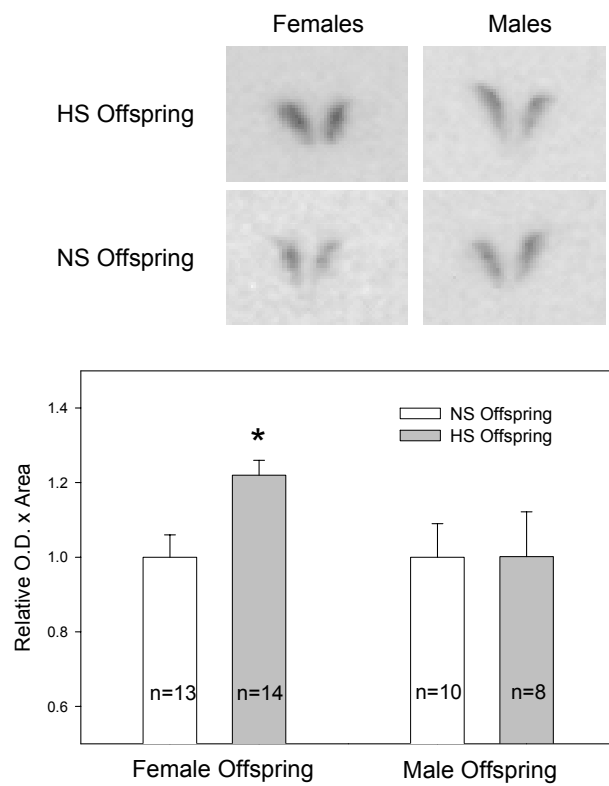 Females Males
HS Offspring
NS Offspring
1.4
1.2
1.0
0.8
0.6
Relative O.D. x Area
NS Offspring
HS Offspring
*
n=13 n=14 n=10 n=8
Female Offspring Male Offspring